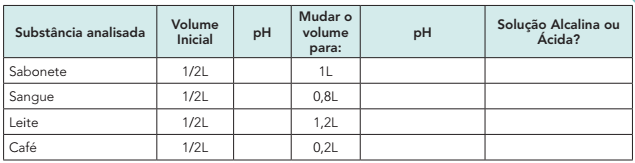 Substância analisada | Volume Inicial | pH | Mudar o volume para: | pH | Solução Alcalina ou Ácida?
Sabonete | 1/2L | | 1L | |
Sangue | 1/2L | | 0,8L | |
Leite | 1/2L | | 1,2L | |
Café | 1/2L | | 0,2L | |